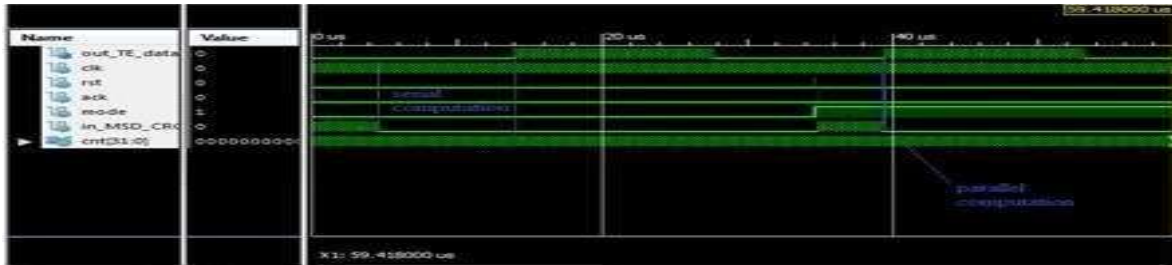 59.418000 us
Name Value
0 us 20 us 40 us
out_TE_data 0
clk 0
rst 0
ack 0
mode 1
in_MSD_CRC 0
cnt[31:0]
serial
computation
parallel
computation
X1: 59.418000 us